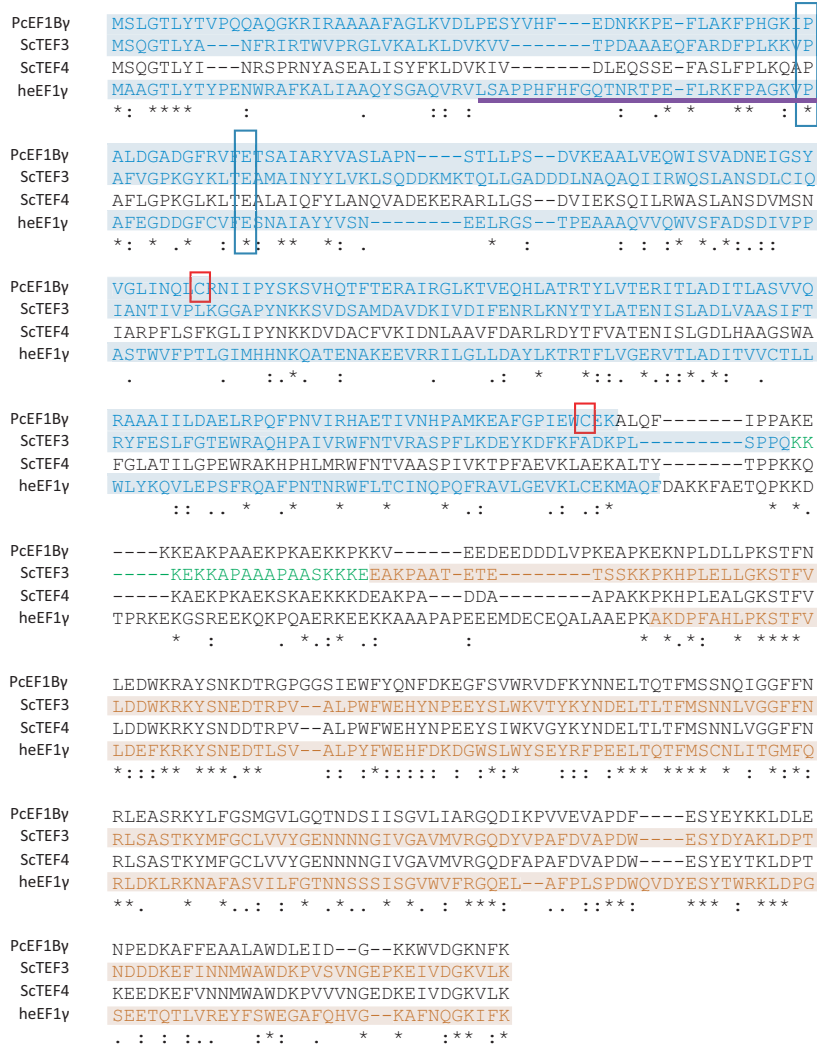 PcEF1Bγ MSLGTLYTVPQQAQGKRIRAAAAFAGLKVDLPESYVHF---EDNKKPE-FLAKFPHGKIP
ScTEF3 MSQGTLYA---NFRIRTWVPRGLVKALKLDVKVV-----TPDAAAEQFARDFPLKKVP
ScTEF4 MSQGTLYI---NRSPRNYASEALISYFKLDVKIV-----DLEQSSE-FASLFPLKQAP
heEF1γ MAAGTLYTYPENWRAFKALIAAQYSGAQVRVLSAPPHFHFGQTNRTPE-FLRKFPAGKVP
*: **** : . : : : : .* * ** : *
PcEF1Bγ ALDGADGFRVFETSAIARYVASLAPN----STLLPS--DVKEAALVEQWISVADNEIGSY
ScTEF3 AFVGPKGYKLTEAMAINYYLVKLSQDDKMKTQLLGADDDLNAQAQIIRWQSLANSDLCIQ
ScTEF4 AFLGPKGLKLTEALAIQFYLANQVADEKERARLLGS--DVIEKSQILRWASLANSDVMSN
heEF1γ AFEGDDGFCVFESNAIAYYVSN--------EELRGS--TPEAAAQVVQWVSFADSDIVPP
*: * .* : *: ** *: . * : : : :* *.*:.::
PcEF1Bγ VGLINQLCRNIIPYSKSVHQTFTERAIRGLKTVEQHLATRTYLVTERITLADITLASVVQ
ScTEF3 IANTIVPLKGGAPYNKKSVDSAMDAVDKIVDIFENRLKNYTYLATENISLADLVAASIFT
ScTEF4 IARPFLSFKGLIPYNKKDVDACFVKIDNLAAVFDARLRDYTFVATENISLGDLHAAGSWA
heEF1γ ASTWVFPTLGIMHHNKQATENAKEEVRRILGLLDAYLKTRTFLVGERVTLADITVVCTLL
. . :.*. : . .: * *::. *.::*.*: .
PcEF1Bγ RAAAIILDAELRPQFPNVIRHAETIVNHPAMKEAFGPIEWCEKALQF-------IPPAKE
ScTEF3 RYFESLFGTEWRAQHPAIVRWFNTVRASPFLKDEYKDFKFADKPL---------SPPQKK
ScTEF4 FGLATILGPEWRAKHPHLMRWFNTVAASPIVKTPFAEVKLAEKALTY-------TPPKKQ
heEF1γ WLYKQVLEPSFRQAFPNTNRWFLTCINQPQFRAVLGEVKLCEKMAQFDAKKFAETQPKKD
:: .. * .* * * * .: .: .:* * *.
PcEF1Bγ ----KKEAKPAAEKPKAEKKPKKV------EEDEEDDDLVPKEAPKEKNPLDLLPKSTFN
ScTEF3 -----KEKKAPAAAPAASKKKEEAKPAAT-ETE--------TSSKKPKHPLELLGKSTFV
ScTEF4 -----KAEKPKAEKSKAEKKKDEAKPA--DDA---------APAKKPKHPLEALGKSTFV
heEF1γ TPRKEKGSREEKQKPQAERKEEKKAAAPAPEEEMDECEQALAAEPKAKDPFAHLPKSTFV
* : . *.:* .: : * *.*: * ****
PcEF1Bγ LEDWKRAYSNKDTRGPGGSIEWFYQNFDKEGFSVWRVDFKYNNELTQTFMSSNQIGGFFN
ScTEF3 LDDWKRKYSNEDTRPV--ALPWFWEHYNPEEYSLWKVTYKYNDELTLTFMSNNLVGGFFN
ScTEF4 LDDWKRKYSNDDTRPV--ALPWFWEHYNPEEYSIWKVGYKYNDELTLTFMSNNLVGGFFN
heEF1γ LDEFKRKYSNEDTLSV--ALPYFWEHFDKDGWSLWYSEYRFPEELTQTFMSCNLITGMFQ
*:::** ***.** :: :*:::::: : :*:* :::: :*** **** * : *:*:
PcEF1Bγ RLEASRKYLFGSMGVLGQTNDSIISGVLIARGQDIKPVVEVAPDF----ESYEYKKLDLE
ScTEF3 RLSASTKYMFGCLVVYGENNNNGIVGAVMVRGQDYVPAFDVAPDW----ESYDYAKLDPT
ScTEF4 RLSASTKYMFGCLVVYGENNNNGIVGAVMVRGQDFAPAFDVAPDW----ESYEYTKLDPT
heEF1γ RLDKLRKNAFASVILFGTNNSSSISGVWVFRGQEL--AFPLSPDWQVDYESYTWRKLDPG
**. * *..: : * .*.. * *. : ***: .. ::**: *** : ***
PcEF1Bγ NPEDKAFFEAALAWDLEID--G--KKWVDGKNFK
ScTEF3 NDDDKEFINNMWAWDKPVSVNGEPKEIVDGKVLK
ScTEF4 KEEDKEFVNNMWAWDKPVVVNGEDKEIVDGKVLK
heEF1γ SEETQTLVREYFSWEGAFQHVG--KAFNQGKIFK
. : : :.. :*: . * * :** :*